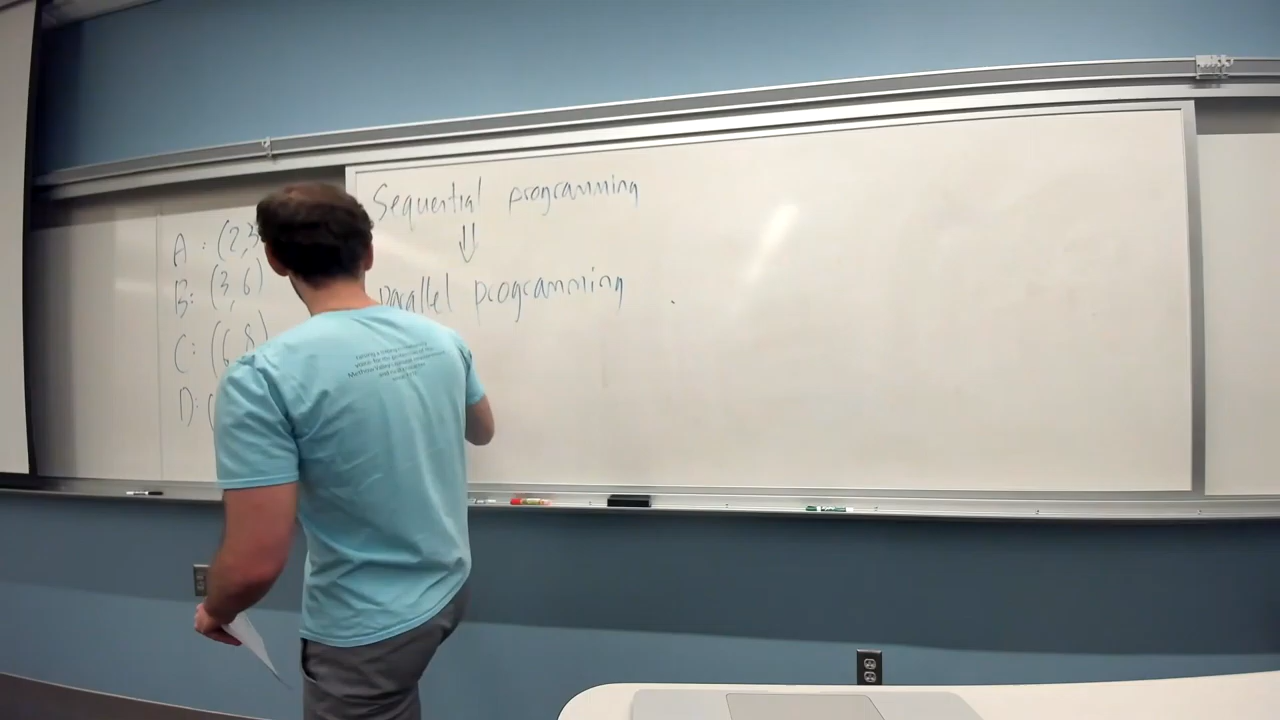 A: (2,3
B: (3,6)
C: (6,8)
D: (
Sequential programming
⇓
parallel programming